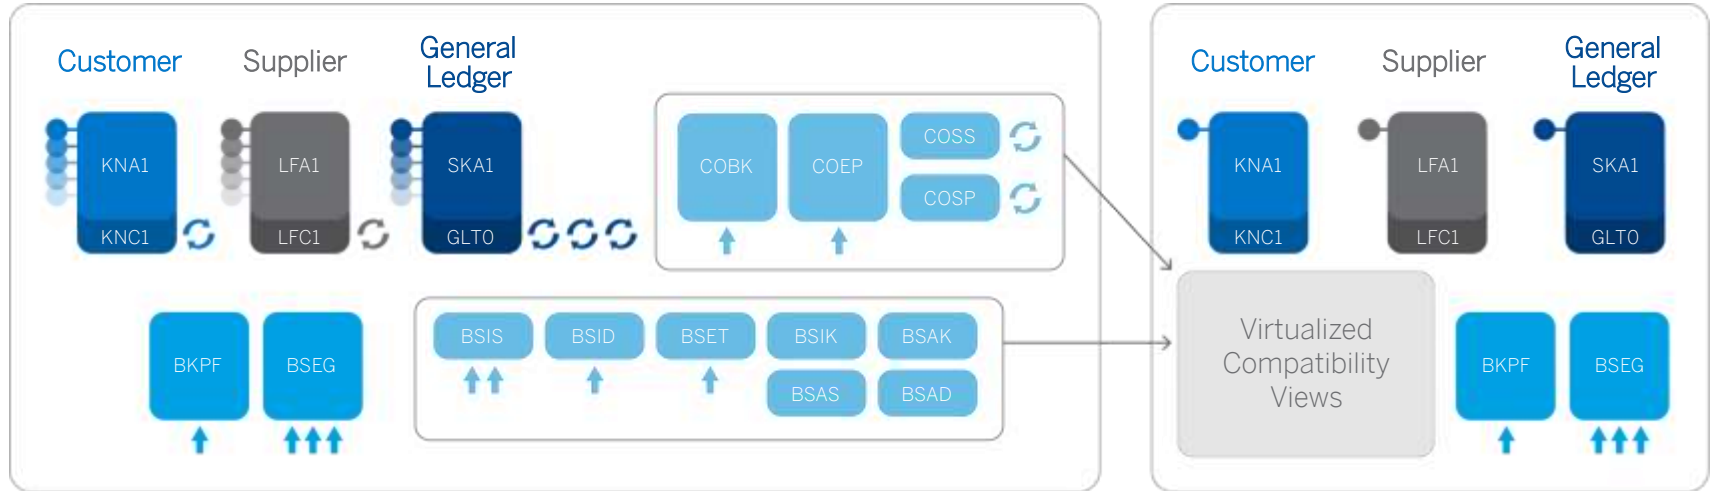 Customer
Supplier
General
Ledger
KNA1
KNC1
LFA1
LFC1
SKA1
GLT0
COBK
COEP
COSS
COSP
BKPF
BSEG
BSIS
BSID
BSET
BSIK
BSAK
BSAS
BSAD
Customer
Supplier
General
Ledger
KNA1
KNC1
LFA1
LFC1
SKA1
GLT0
Virtualized
Compatibility
Views
BKPF
BSEG